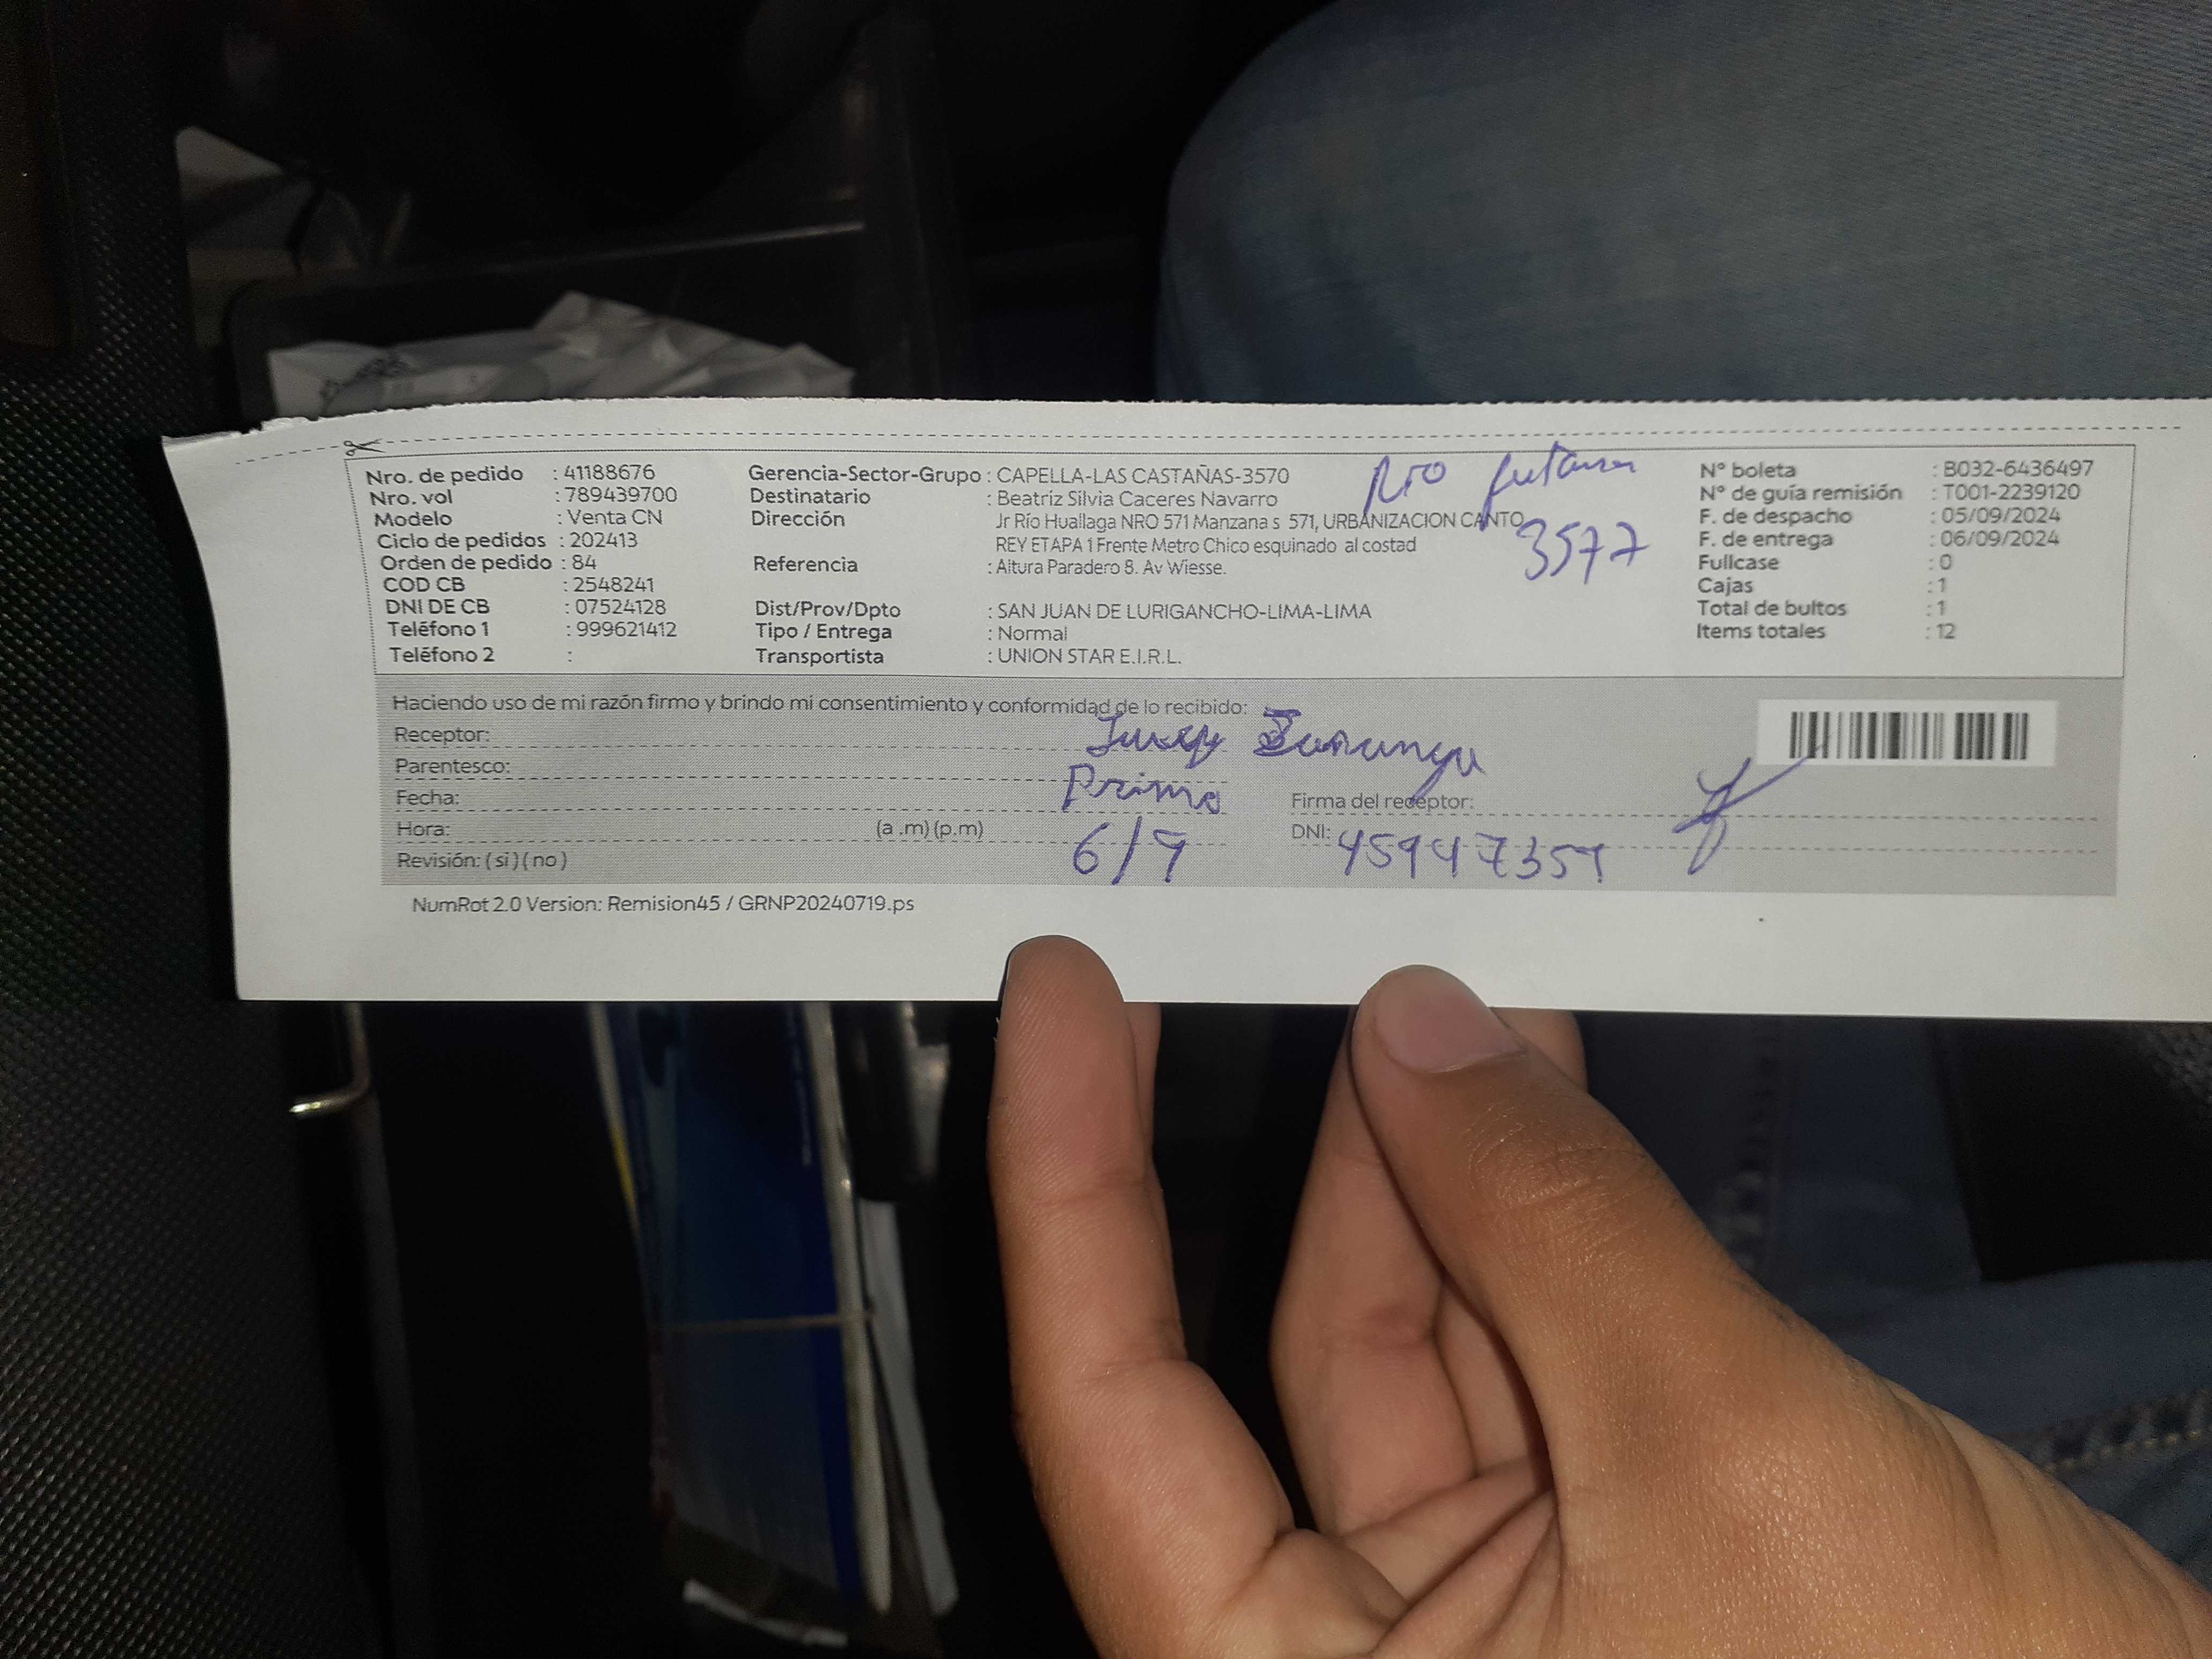 Nro. de pedido : 41188676
Nro. vol : 789439700
Modelo : Venta CN
Ciclo de pedidos : 202413
Orden de pedido : 84
COD CB : 2548241
DNI DE CB : 07524128
Teléfono 1 : 999621412
Teléfono 2 :
Gerencia-Sector-Grupo : CAPELLA-LAS CASTAÑAS-3570
Destinatario : Beatriz Silvia Caceres Navarro
Dirección Jr Río Huallaga NRO 571 Manzana s 571, URBANIZACION CANTO
REY ETAPA 1 Frente Metro Chico esquinado al costad
Referencia : Altura Paradero 8. Av Wiesse.
Dist/Prov/Dpto : SAN JUAN DE LURIGANCHO-LIMA-LIMA
Tipo / Entrega : Normal
Transportista : UNION STAR E.I.R.L.
Rio
3577
N° boleta : B032-6436497
N° de guía remisión : T001-2239120
F. de despacho : 05/09/2024
F. de entrega : 06/09/2024
Fullcase : 0
Cajas : 1
Total de bultos : 1
Items totales : 12
Haciendo uso de mi razón firmo y brindo mi consentimiento y conformidad de lo recibido:
Receptor:
Parentesco: Primo
Fecha: 6/9
Hora: (a .m) (p.m)
Revisión: ( si ) ( no )
Firma del receptor:
DNI:
NumRot 2.0 Version: Remision45 / GRNP20240719.ps